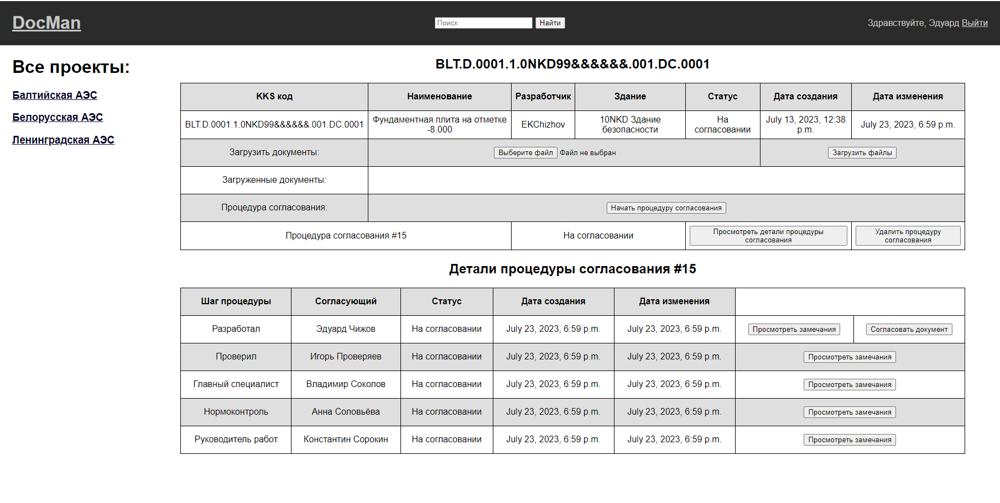 DocMan
Поиск
Найти
Здравствуйте, Эдуард Выйти
Все проекты:
Балтийская АЭС
Белорусская АЭС
Ленинградская АЭС
BLT.D.0001.1.0NKD99&&&&&&.001.DC.0001
KKS код Наименование Разработчик Здание Статус Дата создания Дата изменения
BLT.D.0001.1.0NKD99&&&&&&.001.DC.0001
Фундаментная плита на отметке
-8.000
EKChizhov
10NKD Здание
безопасности
На
согласовании
July 13, 2023, 12:38
p.m.
July 23, 2023, 6:59 p.m.
Загрузить документы: Выберите файл Файл не выбран Загрузить файлы
Загруженные документы:
Процедура согласования: Начать процедуру согласования
Процедура согласования #15 На согласовании
Просмотреть детали процедуры
согласования
Удалить процедуру
согласования
Детали процедуры согласования #15
Шаг процедуры Согласующий Статус Дата создания Дата изменения
Разработал Эдуард Чижов На согласовании July 23, 2023, 6:59 p.m. July 23, 2023, 6:59 p.m. Просмотреть замечания Согласовать документ
Проверил Игорь Проверяев На согласовании July 23, 2023, 6:59 p.m. July 23, 2023, 6:59 p.m. Просмотреть замечания
Главный специалист Владимир Соколов На согласовании July 23, 2023, 6:59 p.m. July 23, 2023, 6:59 p.m. Просмотреть замечания
Нормоконтроль Анна Соловьёва На согласовании July 23, 2023, 6:59 p.m. July 23, 2023, 6:59 p.m. Просмотреть замечания
Руководитель работ Константин Сорокин На согласовании July 23, 2023, 6:59 p.m. July 23, 2023, 6:59 p.m. Просмотреть замечания